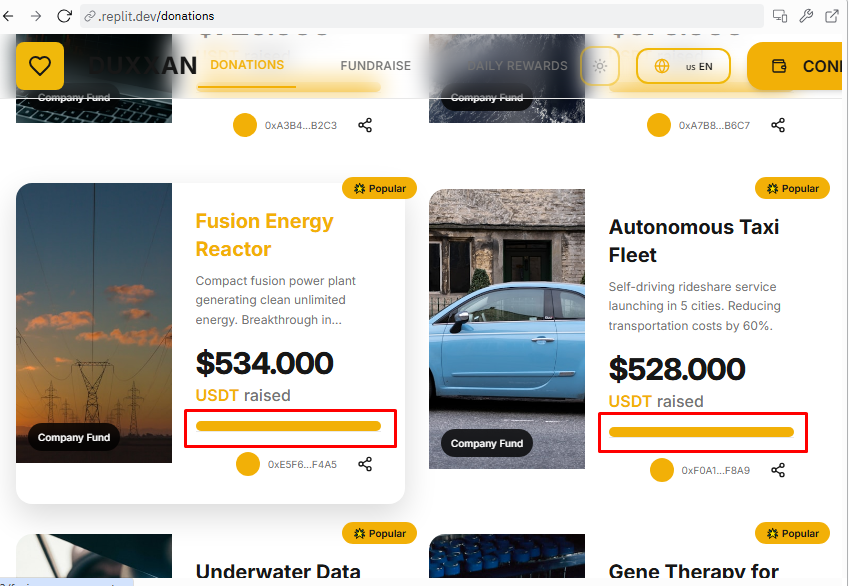 .replit.dev/donations
DUXXAN
DONATIONS
FUNDRAISE
DAILY REWARDS
us EN
Company Fund
Company Fund
0xA3B4...B2C3
0xA7B8...B6C7
Popular
Popular
Fusion Energy
Reactor
Compact fusion power plant
generating clean unlimited
energy. Breakthrough in...
$534.000
USDT raised
Company Fund
0xE5F6...F4A5
Autonomous Taxi
Fleet
Self-driving rideshare service
launching in 5 cities. Reducing
transportation costs by 60%.
$528.000
USDT raised
Company Fund
0xF0A1...F8A9
Popular
Popular
Underwater Data
Gene Therapy for